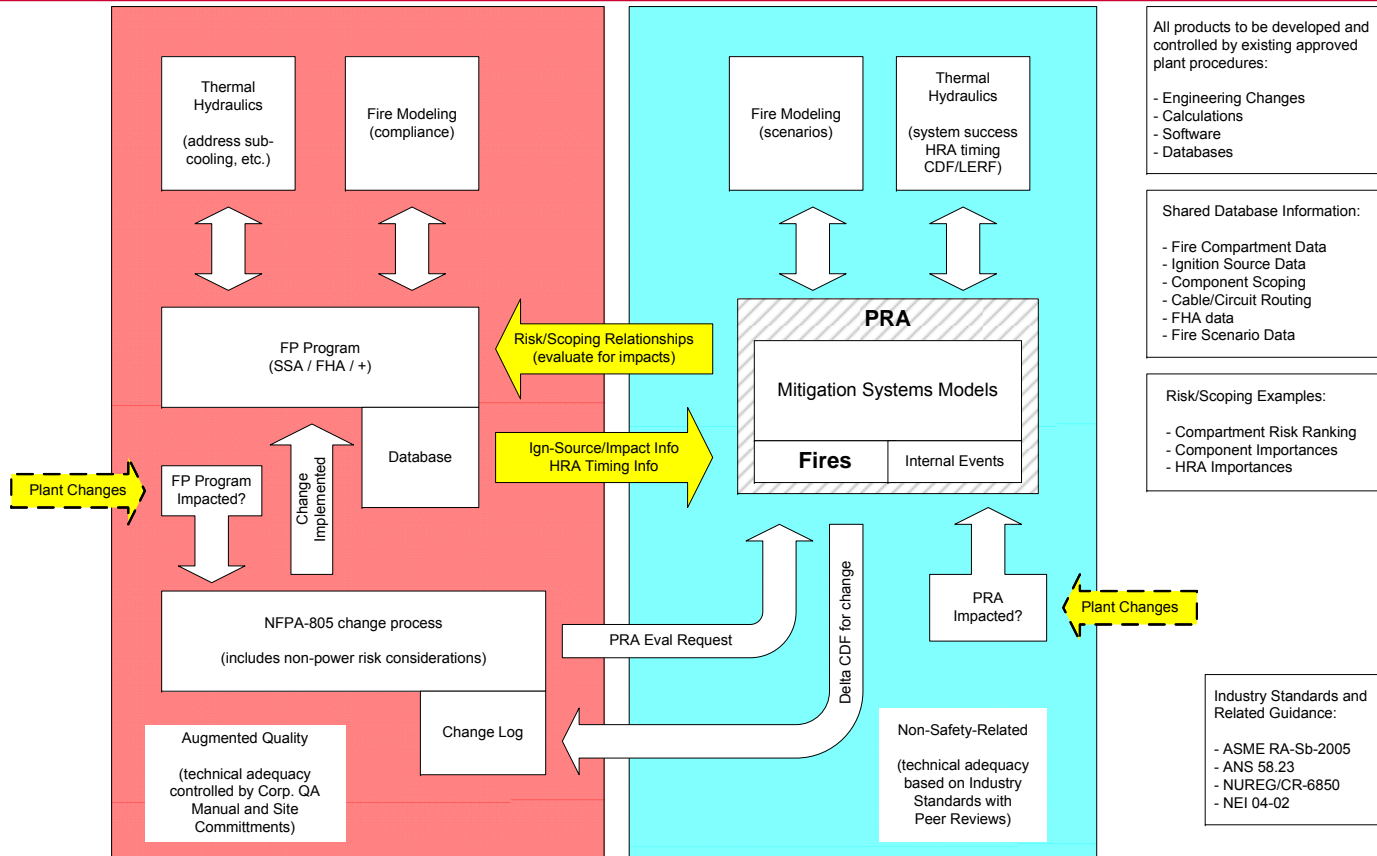 Thermal
Hydraulics
(address sub-
cooling, etc.)
Fire Modeling
(compliance)
Fire Modeling
(scenarios)
Thermal
Hydraulics
(system success
HRA timing
CDF/LERF)
All products to be developed and
controlled by existing approved
plant procedures:
- Engineering Changes
- Calculations
- Software
- Databases
Shared Database Information:
- Fire Compartment Data
- Ignition Source Data
- Component Scoping
- Cable/Circuit Routing
- FHA data
- Fire Scenario Data
Risk/Scoping Examples:
- Compartment Risk Ranking
- Component Importances
- HRA Importances
FP Program
(SSA / FHA / +)
Database
Risk/Scoping Relationships
(evaluate for impacts)
Ign-Source/Impact Info
HRA Timing Info
PRA
Mitigation Systems Models
Fires
Internal Events
Plant Changes
FP Program
Impacted?
Change
Implemented
NFPA-805 change process
(includes non-power risk considerations)
Change Log
PRA Eval Request
Delta CDF for change
PRA
Impacted?
Plant Changes
Augmented Quality
(technical adequacy
controlled by Corp. QA
Manual and Site
Committments)
Non-Safety-Related
(technical adequacy
based on Industry
Standards with
Peer Reviews)
Industry Standards and
Related Guidance:
- ASME RA-Sb-2005
- ANS 58.23
- NUREG/CR-6850
- NEI 04-02